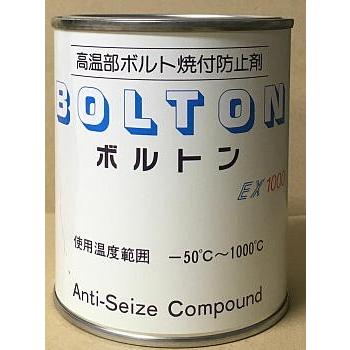 高温部ボルト焼付防止剤
BOLTON
ボルトン
EX1000
使用温度範囲 −50℃〜1000℃
Anti-Seize Compound